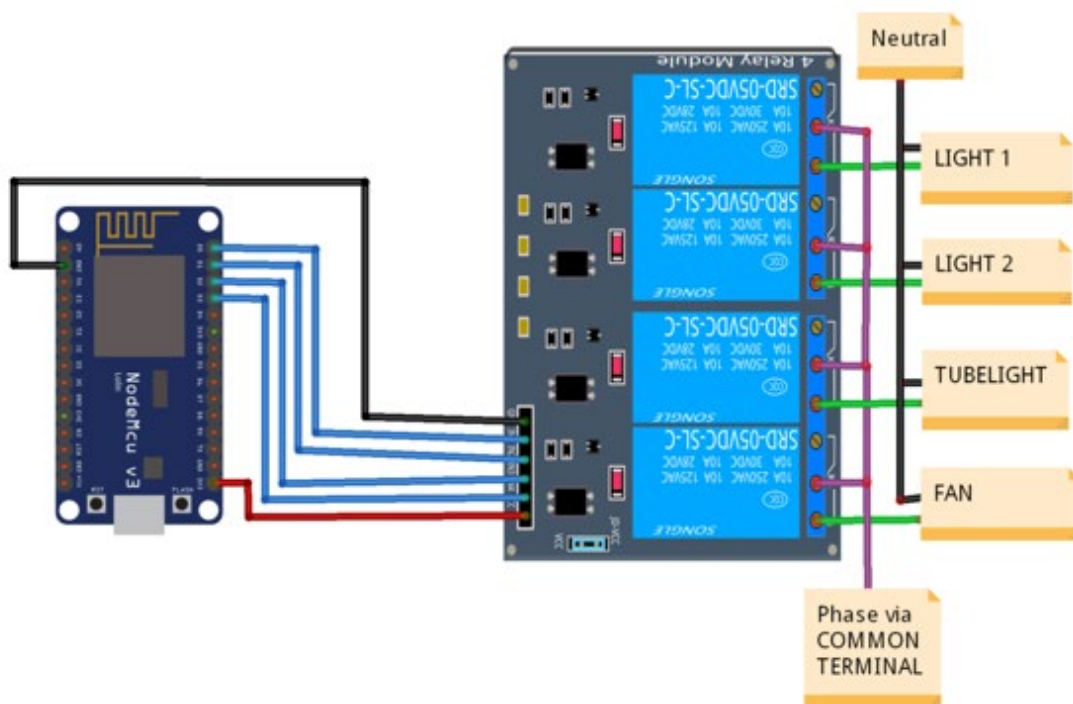 Neutral
4 Relay Module
SRD-05VDC-SL-C
10A 250VAC 10A 125VAC
10A 30VDC 10A 28VDC
SONGLE
SRD-05VDC-SL-C
10A 250VAC 10A 125VAC
10A 30VDC 10A 28VDC
SONGLE
SRD-05VDC-SL-C
10A 250VAC 10A 125VAC
10A 30VDC 10A 28VDC
SONGLE
SRD-05VDC-SL-C
10A 250VAC 10A 125VAC
10A 30VDC 10A 28VDC
SONGLE
LIGHT 1
LIGHT 2
TUBELIGHT
FAN
NodeMcu v3
RST
FLASH
VCC
JD-VCC
Phase via
COMMON
TERMINAL